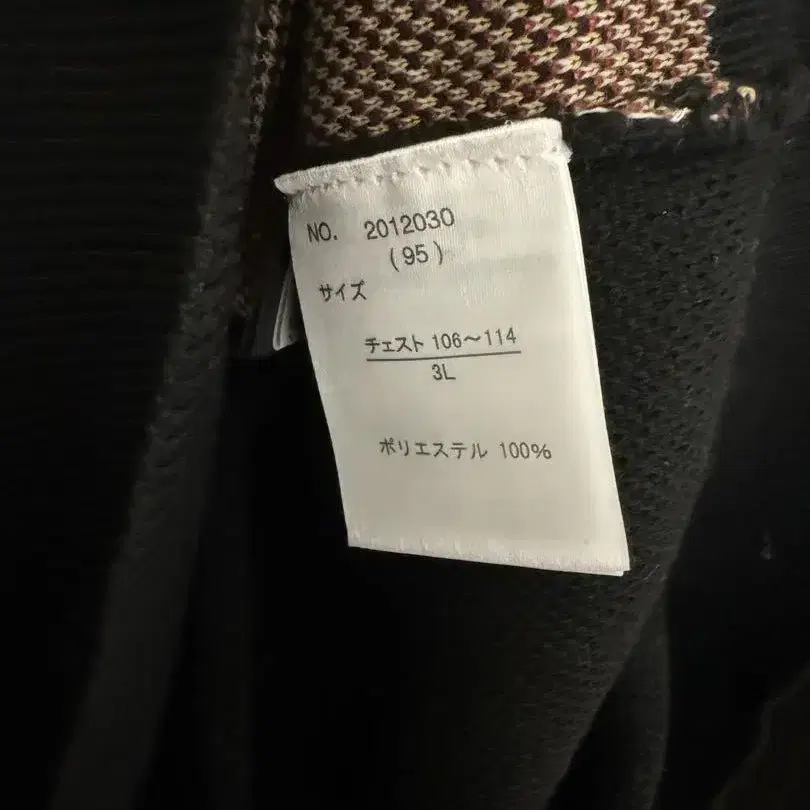 NO. 2012030
(95)
サイズ
チェスト 106〜114
3L
ポリエステル 100%